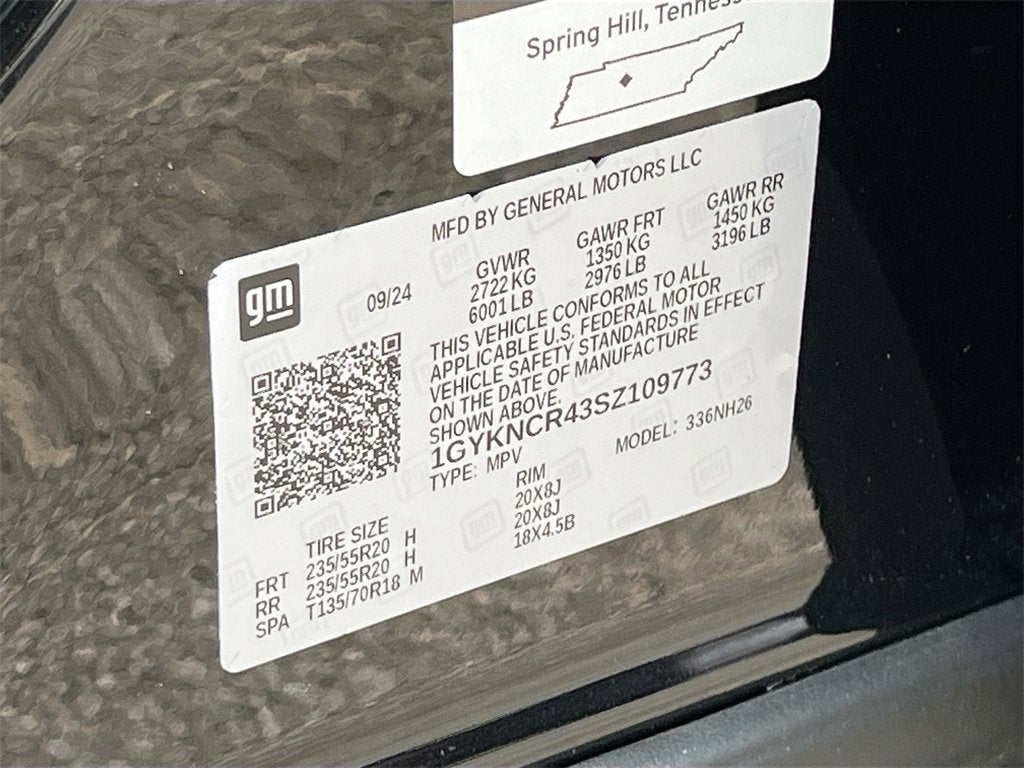 Spring Hill,
MFD BY GENERAL MOTORS LLC
gm
09/24
GVWR GAWR FRT GAWR RR
2722 KG 1350 KG 1450 KG
6001 LB 2976 LB 3196 LB
THIS VEHICLE CONFORMS TO ALL
APPLICABLE U.S. FEDERAL MOTOR
VEHICLE SAFETY STANDARDS IN EFFECT
ON THE DATE OF MANUFACTURE
SHOWN ABOVE.
1GYKNCR43SZ109773
TYPE: MPV MODEL: 336NH26
TIRE SIZE RIM
FRT 235/55R20 H 20X8J
RR 235/55R20 H 20X8J
SPA T135/70R18 M 18X4.5B